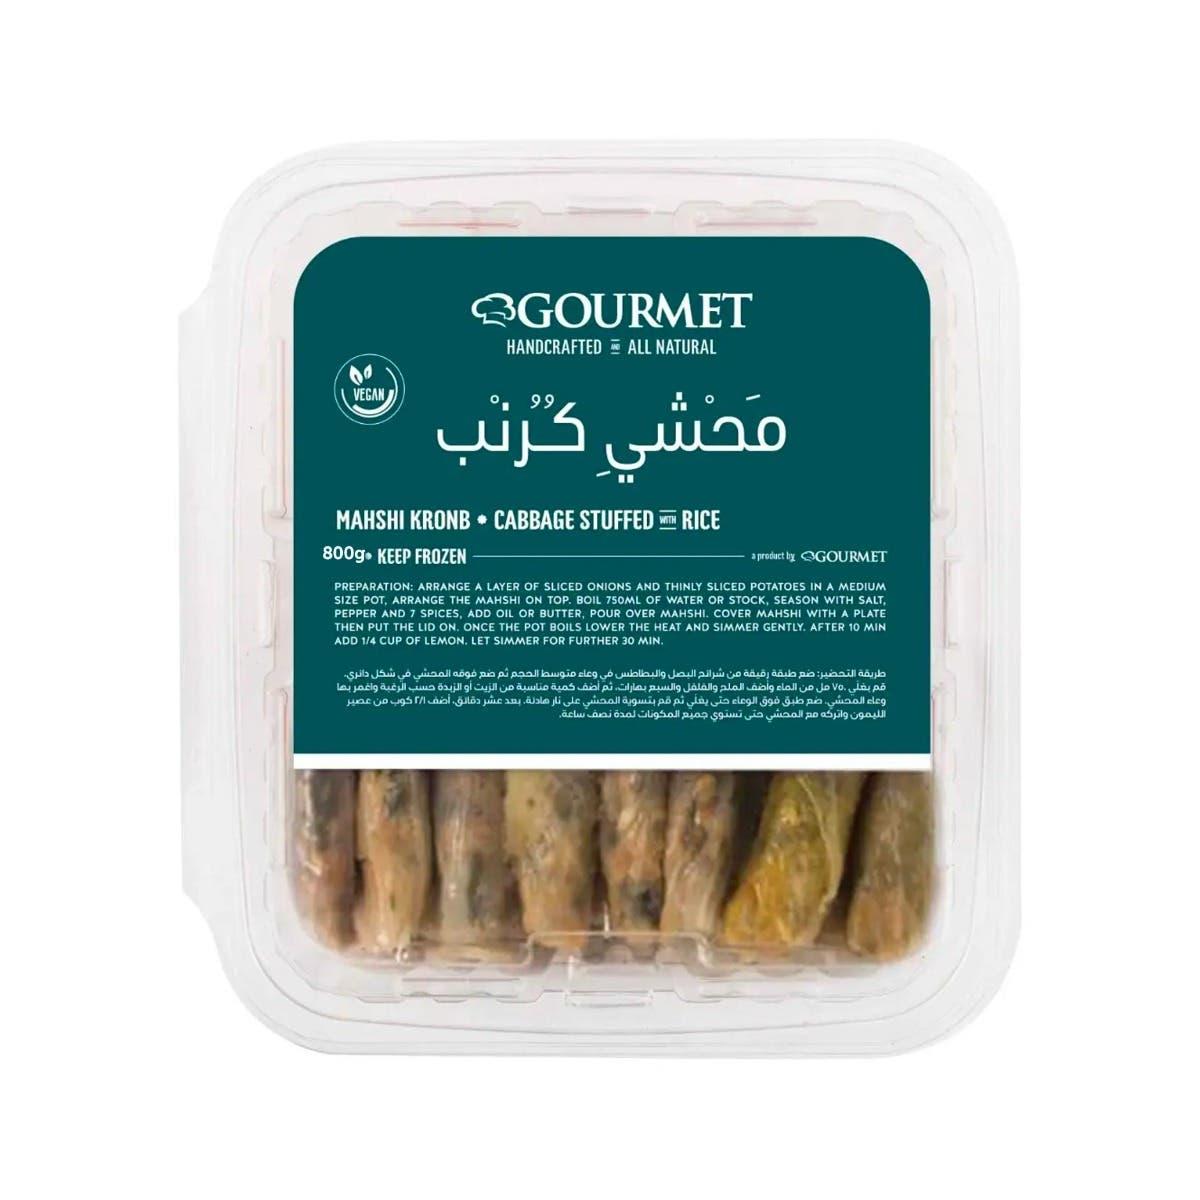 GOURMET
HANDCRAFTED AND ALL NATURAL
VEGAN
مَحْشيِ كُرُنْب
MAHSHI KRONB • CABBAGE STUFFED WITH RICE
800g• KEEP FROZEN
a product by GOURMET
PREPARATION: ARRANGE A LAYER OF SLICED ONIONS AND THINLY SLICED POTATOES IN A MEDIUM
SIZE POT, ARRANGE THE MAHSHI ON TOP. BOIL 750ML OF WATER OR STOCK, SEASON WITH SALT,
PEPPER AND 7 SPICES, ADD OIL OR BUTTER, POUR OVER MAHSHI. COVER MAHSHI WITH A PLATE
THEN PUT THE LID ON. ONCE THE POT BOILS LOWER THE HEAT AND SIMMER GENTLY. AFTER 10 MIN
ADD 1/4 CUP OF LEMON. LET SIMMER FOR FURTHER 30 MIN.
طريقة التحضير: ضع طبقة رقيقة من شرائح البصل والبطاطس في وعاء متوسط الحجم ثم ضع فوقه المحشي في شكل دائري.
قم بغلي ٧٥٠ مل من الماء وأضف الملح والفلفل والسبع بهارات، ثم أضف كمية مناسبة من الزيت أو الزبدة حسب الرغبة واغمر بها
وعاء المحشي. ضع طبق فوق الوعاء حتى يغلي ثم قم بتسوية المحشي على نار هادئة. بعد عشر دقائق، أضف ٢/١ كوب من عصير
الليمون واتركه مع المحشي حتى تستوي جميع المكونات لمدة نصف ساعة.